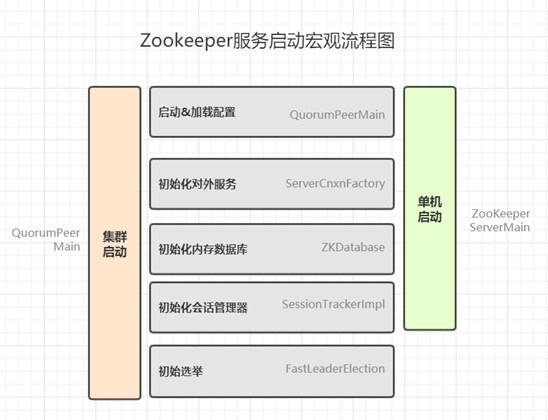 Zookeeper服务启动宏观流程图
启动&加载配置 QuorumPeerMain
初始化对外服务 ServerCnxnFactory
初始化内存数据库 ZKDatabase
初始化会话管理器 SessionTrackerImpl
初始选举 FastLeaderElection
QuorumPeer
Main
集群
启动
单机
启动
ZooKeeper
ServerMain